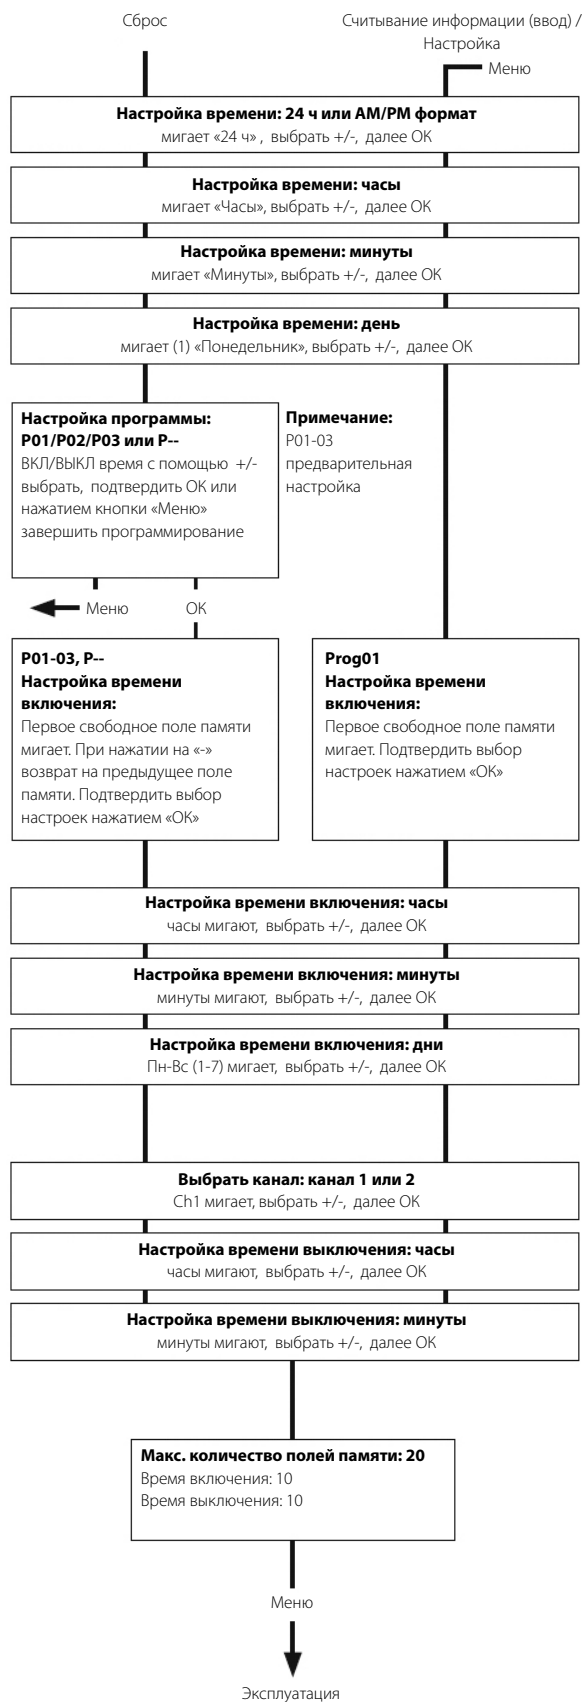 Сброс
Считывание информации (ввод) /
Настройка
Меню
Настройка времени: 24 ч или AM/PM формат
мигает «24 ч» , выбрать +/-, далее OK
Настройка времени: часы
мигает «Часы», выбрать +/-, далее OK
Настройка времени: минуты
мигает «Минуты», выбрать +/-, далее OK
Настройка времени: день
мигает (1) «Понедельник», выбрать +/-, далее OK
Настройка программы:
P01/P02/P03 или P--
ВКЛ/ВЫКЛ время с помощью +/-
выбрать, подтвердить OK или
нажатием кнопки «Меню»
завершить программирование
Примечание:
P01-03
предварительная
настройка
Меню
OK
P01-03, P--
Настройка времени
включения:
Первое свободное поле памяти
мигает. При нажатии на «-»
возврат на предыдущее поле
памяти. Подтвердить выбор
настроек нажатием «OK»
Prog01
Настройка времени
включения:
Первое свободное поле памяти
мигает. Подтвердить выбор
настроек нажатием «OK»
Настройка времени включения: часы
часы мигают, выбрать +/-, далее OK
Настройка времени включения: минуты
минуты мигают, выбрать +/-, далее OK
Настройка времени включения: дни
Пн-Вс (1-7) мигает, выбрать +/-, далее OK
Выбрать канал: канал 1 или 2
Ch1 мигает, выбрать +/-, далее OK
Настройка времени выключения: часы
часы мигают, выбрать +/-, далее OK
Настройка времени выключения: минуты
минуты мигают, выбрать +/-, далее OK
Макс. количество полей памяти: 20
Время включения: 10
Время выключения: 10
Меню
Эксплуатация